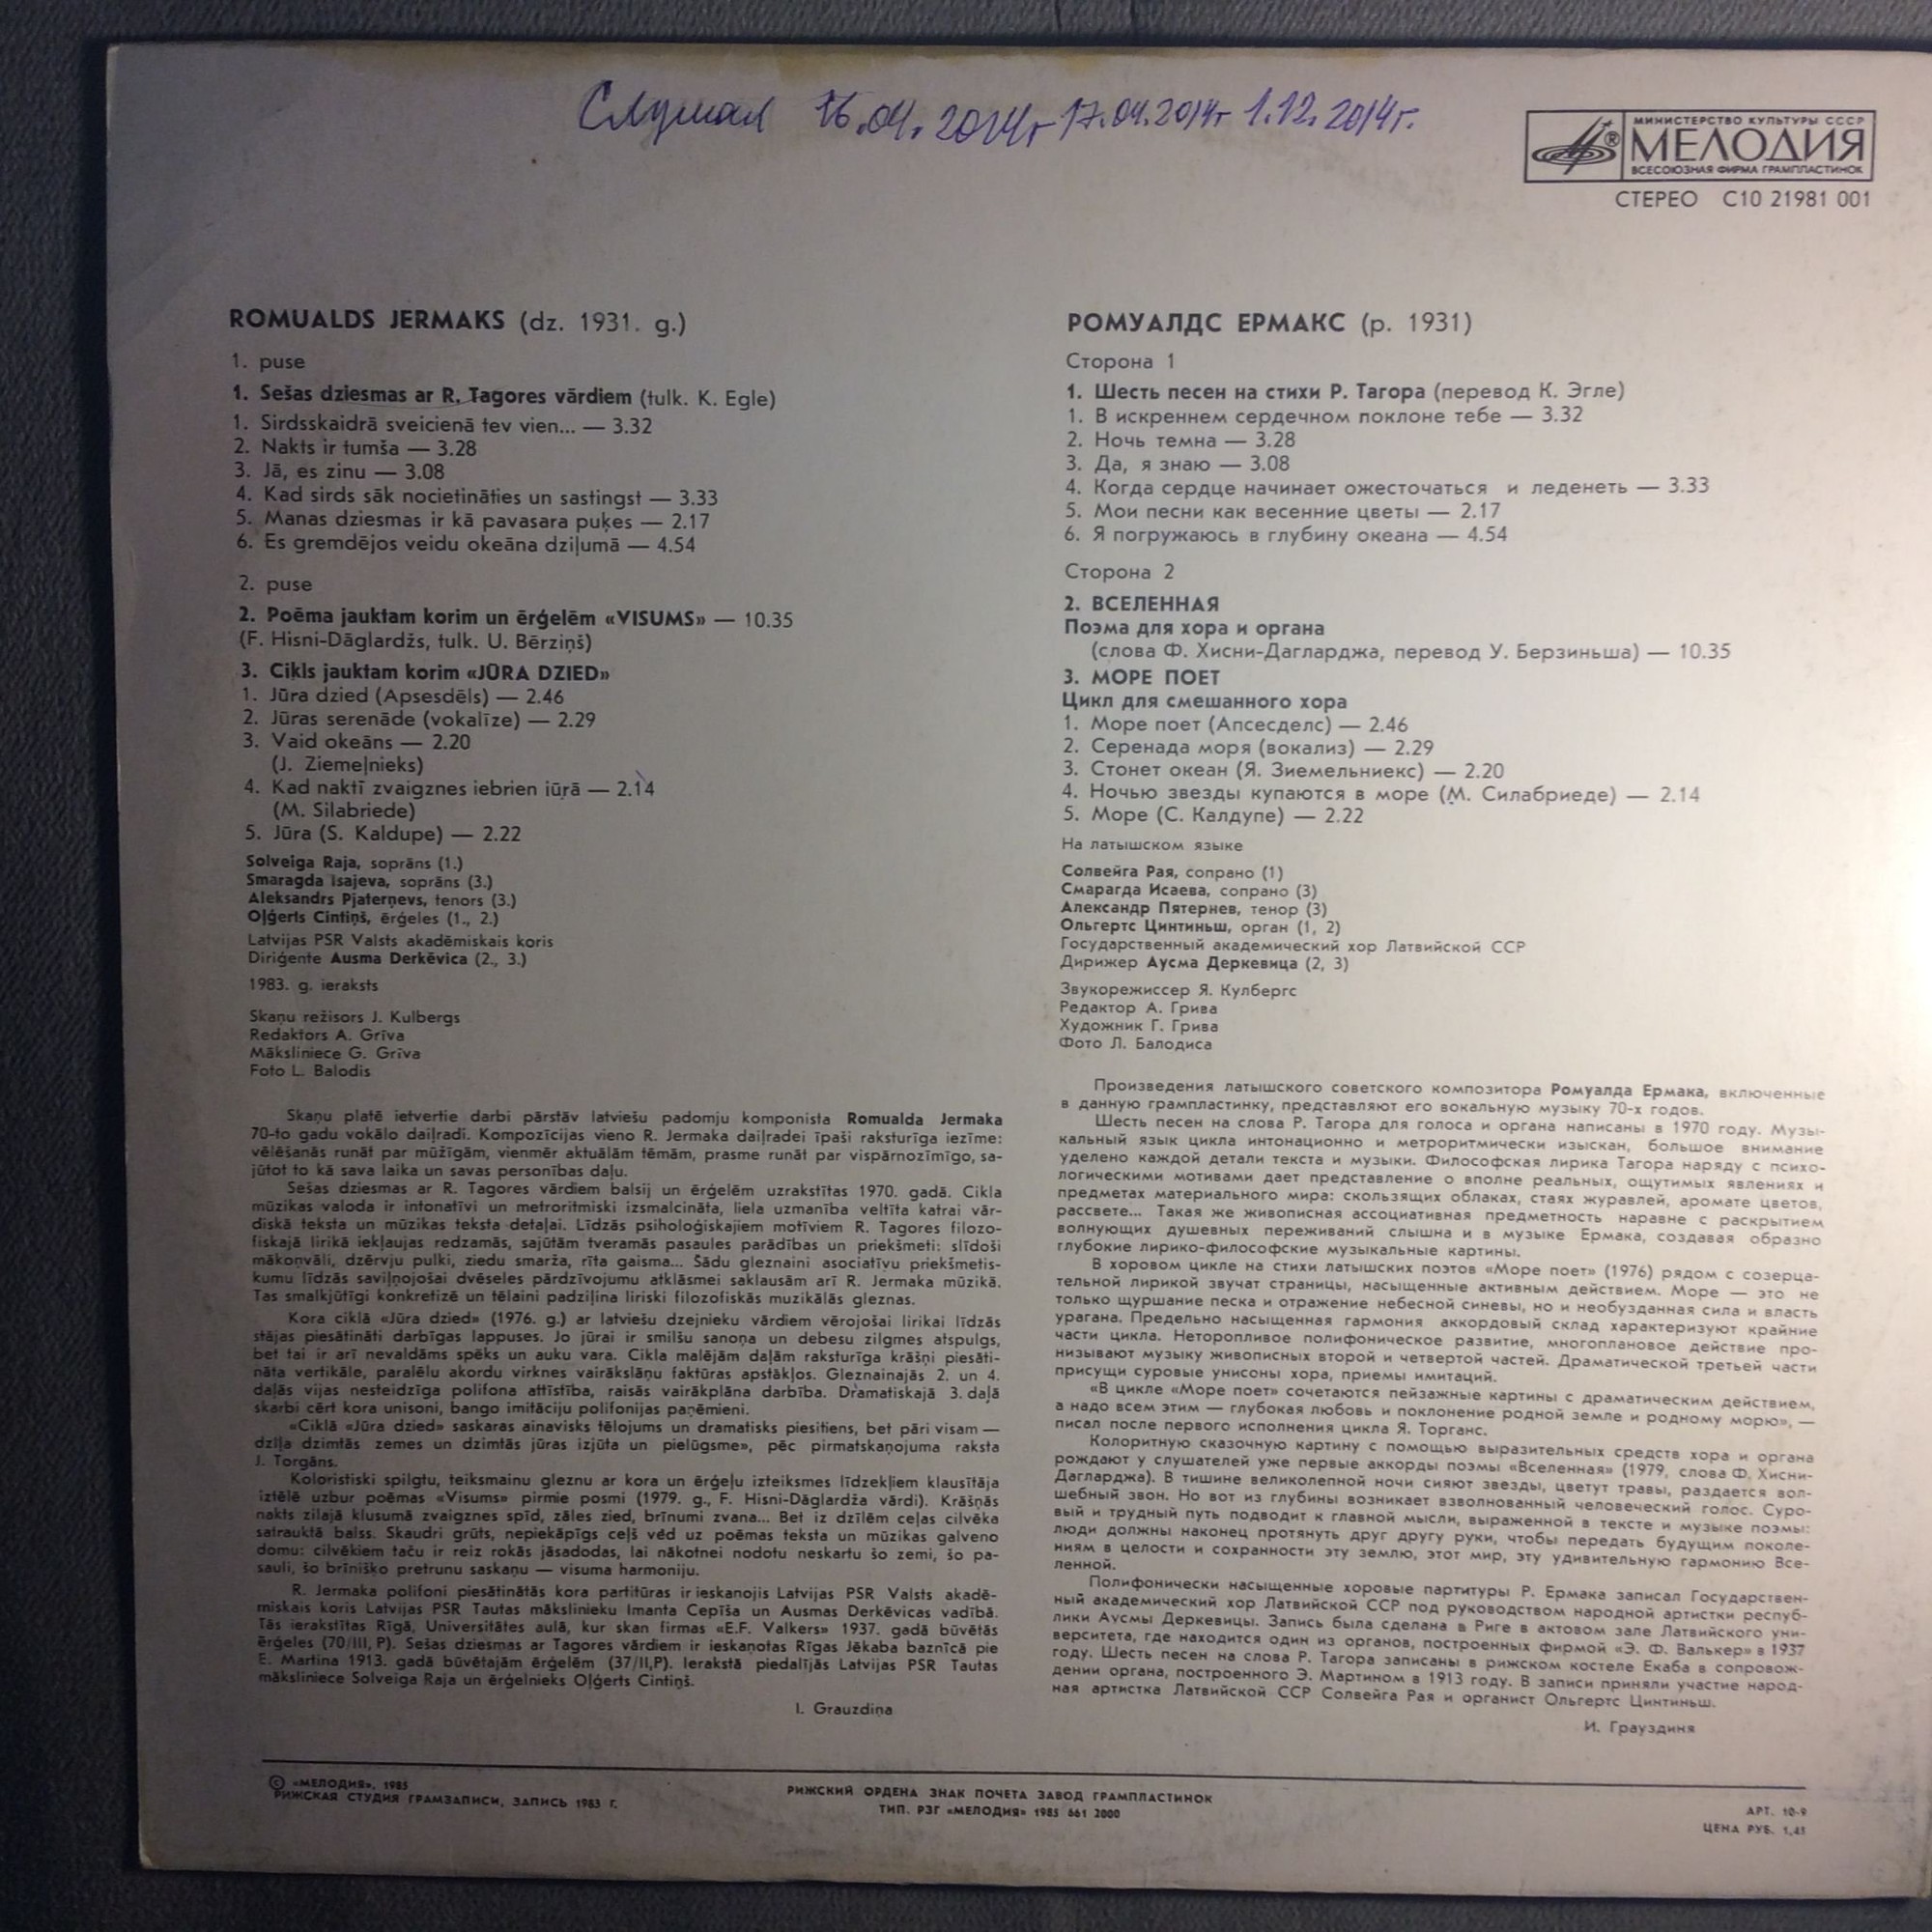 Слушал 16.04.2014г 17.04.2014г 1.12.2014г.
МИНИСТЕРСТВО КУЛЬТУРЫ СССР
МЕЛОДИЯ
ВСЕСОЮЗНАЯ ФИРМА ГРАМПЛАСТИНОК
СТЕРЕО С10 21981 001
ROMUALDS JERMAKS (dz. 1931. g.)
1. puse
1. Sešas dziesmas ar R. Tagores vārdiem (tulk. K. Egle)
1. Sirdsskaidrā sveicienā tev vien... — 3.32
2. Nakts ir tumša — 3.28
3. Jā, es zinu — 3.08
4. Kad sirds sāk nocietināties un sastingst — 3.33
5. Manas dziesmas ir kā pavasara puķes — 2.17
6. Es gremdējos veidu okeāna dziļumā — 4.54
2. puse
2. Poēma jauktam korim un ērģelēm «VISUMS» — 10.35
(F. Hisni-Dāglardžs, tulk. U. Bērziņš)
3. Cikls jauktam korim «JŪRA DZIED»
1. Jūra dzied (Apsesdēls) — 2.46
2. Jūras serenāde (vokalīze) — 2.29
3. Vaid okeāns — 2.20
(J. Ziemeļnieks)
4. Kad naktī zvaigznes iebrien jūrā — 2.14
(M. Silabriede)
5. Jūra (S. Kaldupe) — 2.22
Solveiga Raja, soprāns (1.)
Smaragda Isajeva, soprāns (3.)
Aleksandrs Pjaterņevs, tenors (3.)
Oļģerts Cintiņš, ērģeles (1., 2.)
Latvijas PSR Valsts akadēmiskais koris
Diriģente Ausma Derkēvica (2., 3.)
1983. g. ieraksts
Skaņu režisors J. Kulbergs
Redaktors A. Grīva
Māksliniece G. Grīva
Foto L. Balodis
Skaņu platē ietvertie darbi pārstāv latviešu padomju komponista Romualda Jermaka
70-to gadu vokālo daiļradi. Kompozīcijas vieno R. Jermaka daiļradei īpaši raksturīga iezīme:
vēlēšanās runāt par mūžīgām, vienmēr aktuālām tēmām, prasme runāt par vispārnozīmīgo, sa-
jūtot to kā sava laika un savas personības daļu.
Sešas dziesmas ar R. Tagores vārdiem balsij un ērģelēm uzrakstītas 1970. gadā. Cikla
mūzikas valoda ir intonatīvi un metroritmiski izsmalcināta, liela uzmanība veltīta katrai vār-
diskā teksta un mūzikas teksta detaļai. Līdzās psiholoģiskajiem motīviem R. Tagores filozo-
fiskajā lirikā iekļaujas redzamās, sajūtām tveramās pasaules parādības un priekšmeti: slīdoši
mākoņvāli, dzērvju pulki, ziedu smarža, rīta gaisma... Šādu gleznaini asociatīvu priekšmetis-
kumu līdzās saviļņojošai dvēseles pārdzīvojumu atklāsmei saklausām arī R. Jermaka mūzikā.
Tas smalkjūtīgi konkretizē un tēlaini padziļina liriski filozofiskās muzikālās gleznas.
Kora ciklā «Jūra dzied» (1976. g.) ar latviešu dzejnieku vārdiem vērojošai lirikai līdzās
stājas piesātināti darbīgas lappuses. Jo jūrai ir smilšu sanoņa un debesu zilgmes atspulgs,
bet tai ir arī nevaldāms spēks un auku vara. Cikla malējām daļām raksturīga krāšņi piesāti-
nāta vertikāle, paralēlu akordu virknes vairākslāņu faktūras apstākļos. Gleznainajās 2. un 4.
daļās vijas nesteidzīga polifona attīstība, raisās vairākplāna darbība. Dramatiskajā 3. daļā
skarbi cērt kora unisoni, bango imitāciju polifonijas paņēmieni.
«Ciklā «Jūra dzied» saskaras ainavisks tēlojums un dramatisks piesitiens, bet pāri visam —
dziļa dzimtās zemes un dzimtās jūras izjūta un pielūgsme», pēc pirmatskaņojuma raksta
J. Torgāns.
Koloristiski spilgtu, teiksmainu gleznu ar kora un ērģeļu izteiksmes līdzekļiem klausītāja
iztēlē uzbur poēmas «Visums» pirmie posmi (1979. g., F. Hisni-Dāglardža vārdi). Krāšņās
nakts zilajā klusumā zvaigznes spīd, zāles zied, brīnumi zvana... Bet iz dzīlēm ceļas cilvēka
satrauktā balss. Skaudri grūts, nepiekāpīgs ceļš vēd uz poēmas teksta un mūzikas galveno
domu: cilvēkiem taču ir reiz rokās jāsadodas, lai nākotnei nodotu neskartu šo zemi, šo pa-
sauli, šo brīnišķo pretrunu saskaņu — visuma harmoniju.
R. Jermaka polifoni piesātinātās kora partitūras ir ieskanojis Latvijas PSR Valsts akadē-
miskais koris Latvijas PSR Tautas mākslinieku Imanta Cepīša un Ausmas Derkēvicas vadībā.
Tās ierakstītas Rīgā, Universitātes aulā, kur skan firmas «E.F. Valkers» 1937. gadā būvētās
ērģeles (70/III, P). Sešas dziesmas ar Tagores vārdiem ir ieskaņotas Rīgas Jēkaba baznīcā pie
E. Martina 1913. gadā būvētajām ērģelēm (37/II,P). Ierakstā piedalījās Latvijas PSR Tautas
māksliniece Solveiga Raja un ērģelnieks Oļģerts Cintiņš.
I. Grauzdiņa
РОМУАЛДС ЕРМАКС (р. 1931)
Сторона 1
1. Шесть песен на стихи Р. Тагора (перевод К. Эгле)
1. В искреннем сердечном поклоне тебе — 3.32
2. Ночь темна — 3.28
3. Да, я знаю — 3.08
4. Когда сердце начинает ожесточаться и леденеть — 3.33
5. Мои песни как весенние цветы — 2.17
6. Я погружаюсь в глубину океана — 4.54
Сторона 2
2. ВСЕЛЕННАЯ
Поэма для хора и органа
(слова Ф. Хисни-Дагларджа, перевод У. Берзиньша) — 10.35
3. МОРЕ ПОЕТ
Цикл для смешанного хора
1. Море поет (Апсесделс) — 2.46
2. Серенада моря (вокализ) — 2.29
3. Стонет океан (Я. Зиемельниекс) — 2.20
4. Ночью звезды купаются в море (М. Силабриеде) — 2.14
5. Море (С. Калдупе) — 2.22
На латышском языке
Солвейга Рая, сопрано (1)
Смарагда Исаева, сопрано (3)
Александр Пятернев, тенор (3)
Ольгертс Цинтиньш, орган (1, 2)
Государственный академический хор Латвийской ССР
Дирижер Аусма Деркевица (2, 3)
Звукорежиссер Я. Кулбергс
Редактор А. Грива
Художник Г. Грива
Фото Л. Балодиса
Произведения латышского советского композитора Ромуалда Ермака, включенные
в данную грампластинку, представляют его вокальную музыку 70-х годов.
Шесть песен на слова Р. Тагора для голоса и органа написаны в 1970 году. Музы-
кальный язык цикла интонационно и метроритмически изыскан, большое внимание
уделено каждой детали текста и музыки. Философская лирика Тагора наряду с психо-
логическими мотивами дает представление о вполне реальных, ощутимых явлениях и
предметах материального мира: скользящих облаках, стаях журавлей, аромате цветов,
рассвете... Такая же живописная ассоциативная предметность наравне с раскрытием
волнующих душевных переживаний слышна и в музыке Ермака, создавая образно
глубокие лирико-философские музыкальные картины.
В хоровом цикле на стихи латышских поэтов «Море поет» (1976) рядом с созерца-
тельной лирикой звучат страницы, насыщенные активным действием. Море — это не
только щуршание песка и отражение небесной синевы, но и необузданная сила и власть
урагана. Предельно насыщенная гармония аккордовый склад характеризуют крайние
части цикла. Неторопливое полифоническое развитие, многоплановое действие про-
низывают музыку живописных второй и четвертой частей. Драматической третьей части
присущи суровые унисоны хора, приемы имитаций.
«В цикле «Море поет» сочетаются пейзажные картины с драматическим действием,
а надо всем этим — глубокая любовь и поклонение родной земле и родному морю», —
писал после первого исполнения цикла Я. Торганс.
Колоритную сказочную картину с помощью выразительных средств хора и органа
рождают у слушателей уже первые аккорды поэмы «Вселенная» (1979, слова Ф. Хисни-
Дагларджа). В тишине великолепной ночи сияют звезды, цветут травы, раздается вол-
шебный звон. Но вот из глубины возникает взволнованный человеческий голос. Суро-
вый и трудный путь подводит к главной мысли, выраженной в тексте и музыке поэмы:
люди должны наконец протянуть друг другу руки, чтобы передать будущим поколе-
ниям в целости и сохранности эту землю, этот мир, эту удивительную гармонию Все-
ленной.
Полифонически насыщенные хоровые партитуры Р. Ермака записал Государствен-
ный академический хор Латвийской ССР под руководством народной артистки респуб-
лики Аусмы Деркевицы. Запись была сделана в Риге в актовом зале Латвийского уни-
верситета, где находится один из органов, построенных фирмой «Э. Ф. Валькер» в 1937
году. Шесть песен на слова Р. Тагора записаны в рижском костеле Екаба в сопровож-
дении органа, построенного Э. Мартином в 1913 году. В записи приняли участие народ-
ная артистка Латвийской ССР Солвейга Рая и органист Ольгертс Цинтиньш.
И. Грауздиня
© «МЕЛОДИЯ», 1985
РИЖСКАЯ СТУДИЯ ГРАМЗАПИСИ, ЗАПИСЬ 1983 Г.
РИЖСКИЙ ОРДЕНА ЗНАК ПОЧЕТА ЗАВОД ГРАМПЛАСТИНОК
ТИП. РЗГ «МЕЛОДИЯ» 1985 661 2000
АРТ. 10-9
ЦЕНА РУБ. 1,45